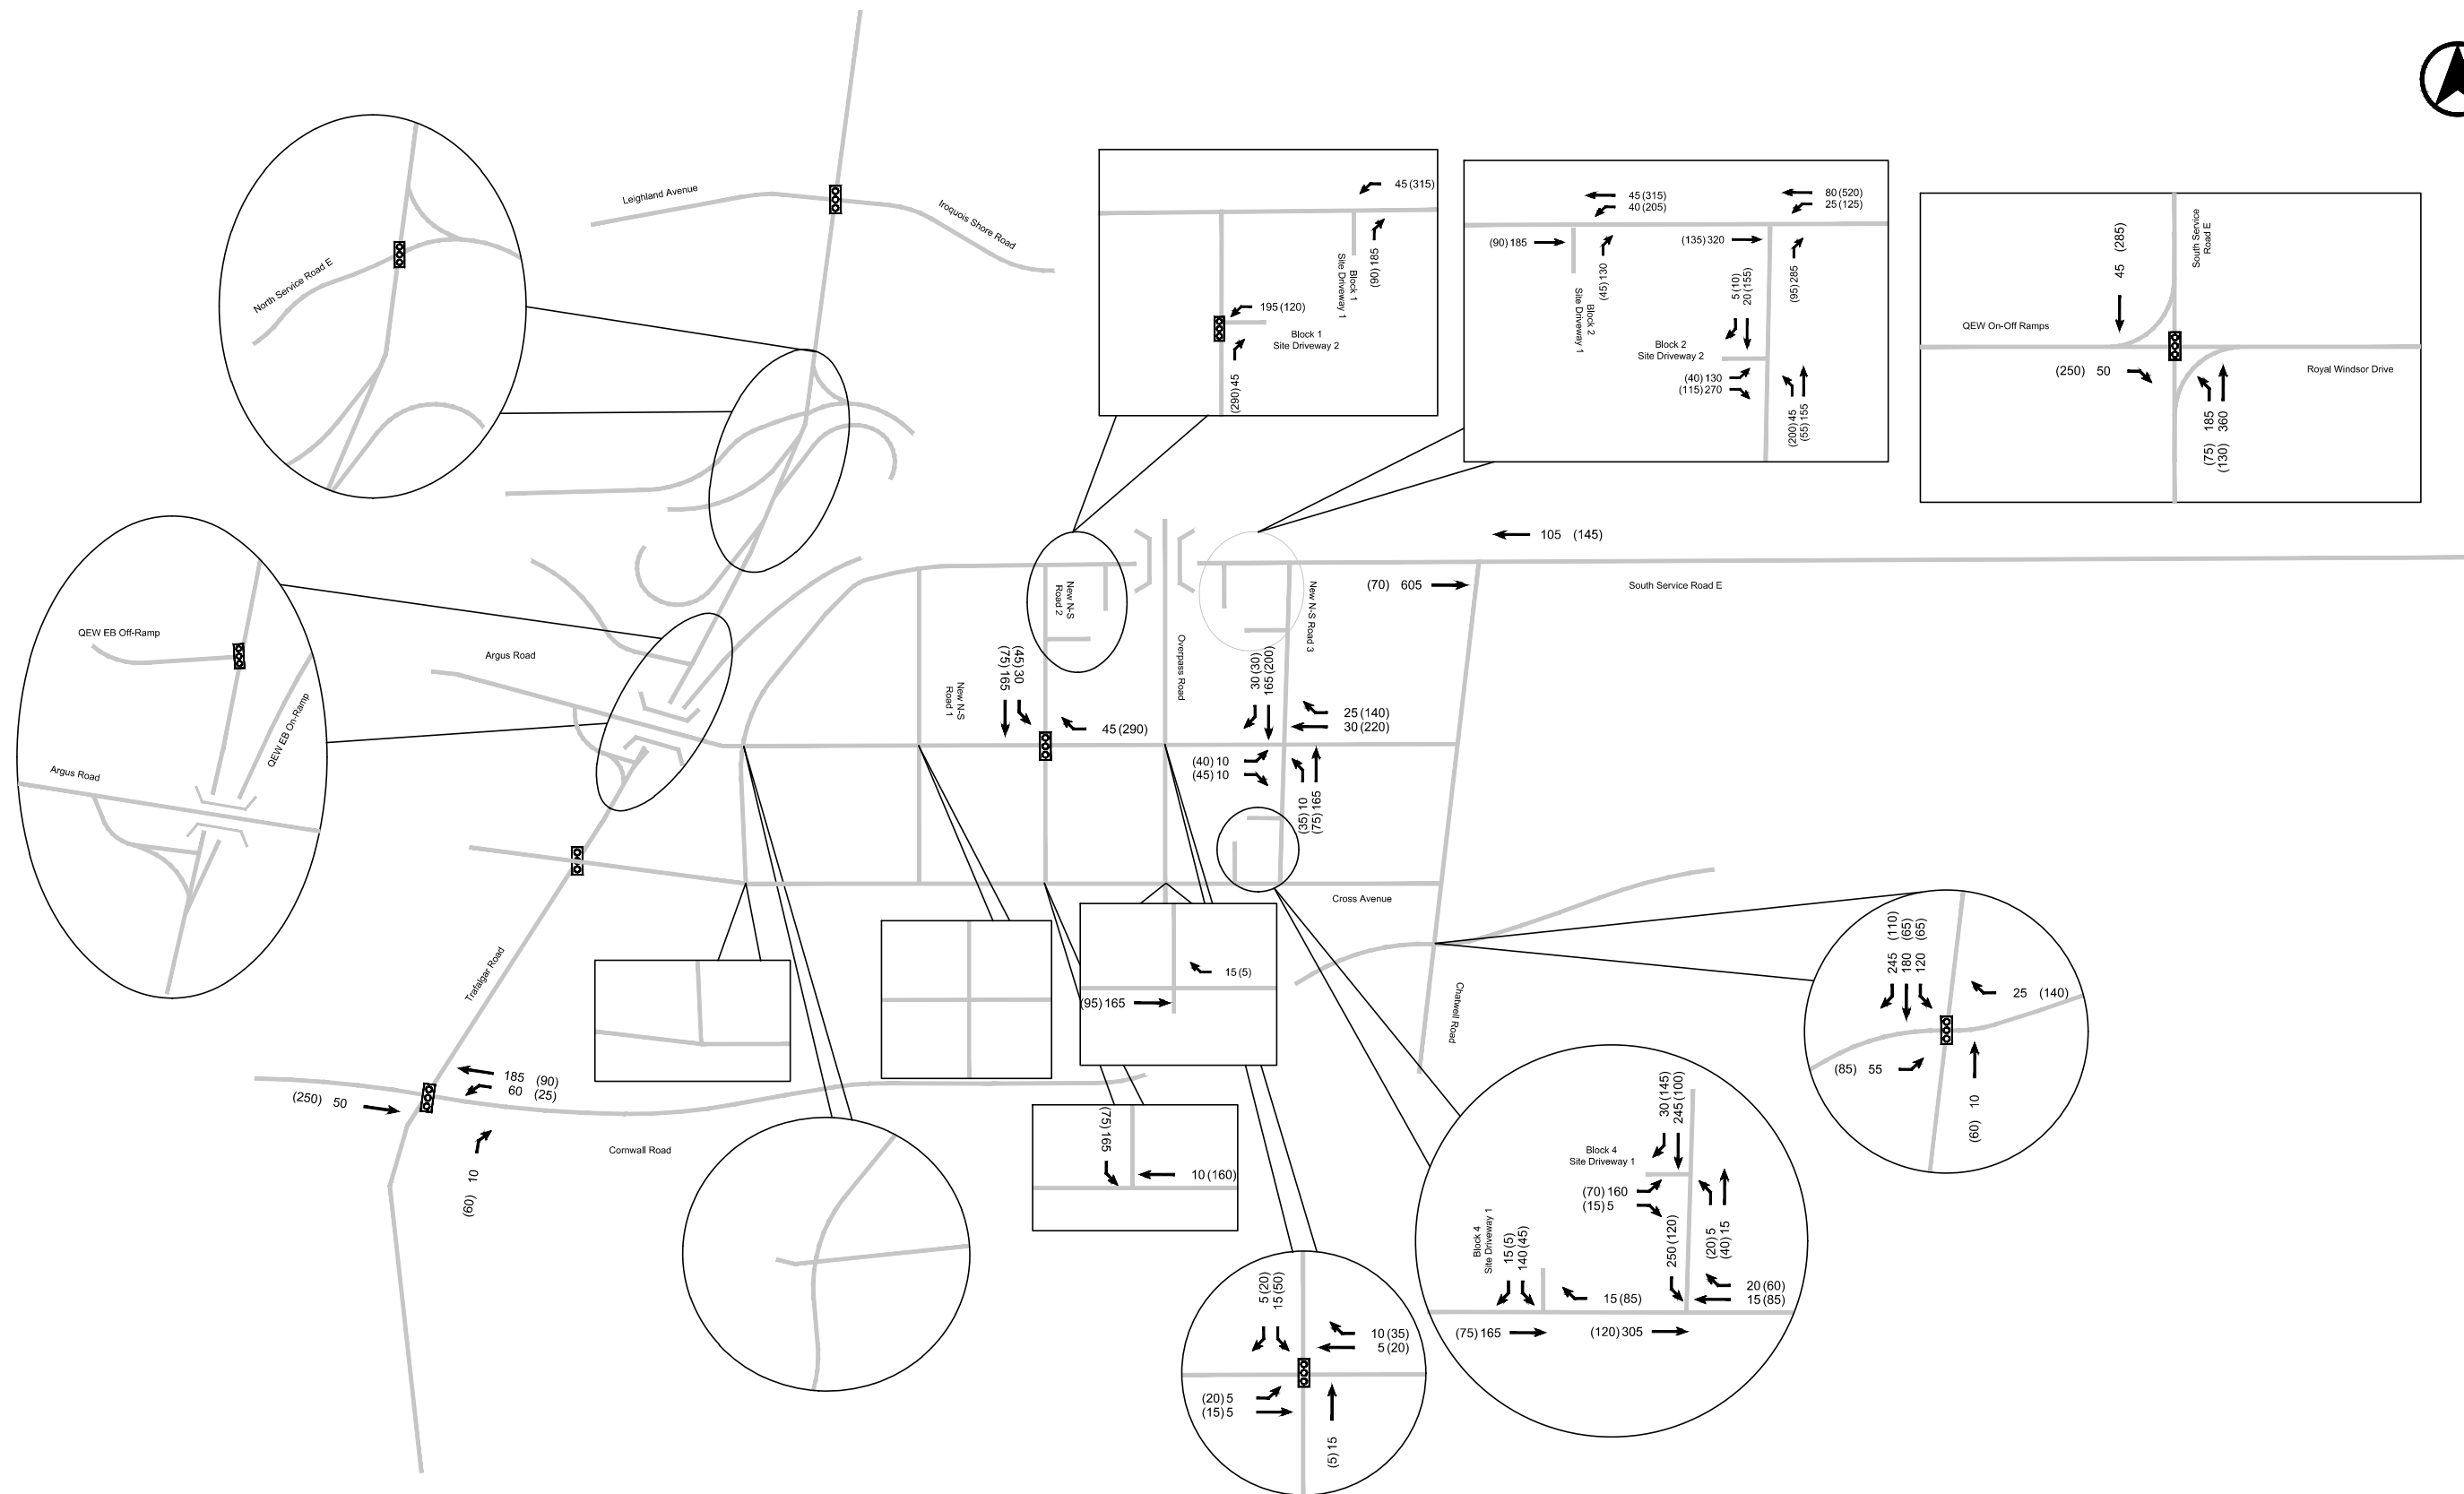 Leighland Avenue
Iroquois Shore Road
North Service Road E
45 (315)
185 (90)
Block 1
Site Driveway 1
195 (120)
Block 1
Site Driveway 2
(290) 45
45 (315)
40 (205)
80 (520)
25 (125)
(90) 185
(135) 320
(45) 130
(95) 285
Block 2
Site Driveway 1
5 (10)
20 (155)
Block 2
Site Driveway 2
(40) 130
(115) 270
(200) 45
(55) 155
45 (285)
South Service
Road E
QEW On-Off Ramps
(250) 50
Royal Windsor Drive
(75) 185
(130) 360
105 (145)
(70) 605
South Service Road E
QEW EB Off-Ramp
QEW EB On-Ramp
Argus Road
Argus Road
New N-S
Road 1
New N-S
Road 2
Overpass Road
New N-S Road 3
(45) 30
(75) 165
45 (290)
30 (30)
165 (200)
25 (140)
30 (220)
(40) 10
(45) 10
(35) 10
(75) 165
Cross Avenue
Trafalgar Road
Chatwell Road
15 (5)
(95) 165
245 (110)
180 (65)
120 (65)
25 (140)
(85) 55
(60) 10
185 (90)
60 (25)
(250) 50
(60) 10
Cornwall Road
(75) 165
10 (160)
30 (145)
245 (100)
Block 4
Site Driveway 1
(70) 160
(15) 5
Block 4
Site Driveway 1
15 (5)
140 (45)
250 (120)
(20) 5
(40) 15
15 (85)
20 (60)
15 (85)
(75) 165
(120) 305
5 (20)
15 (50)
10 (35)
5 (20)
(20) 5
(15) 5
(5) 15